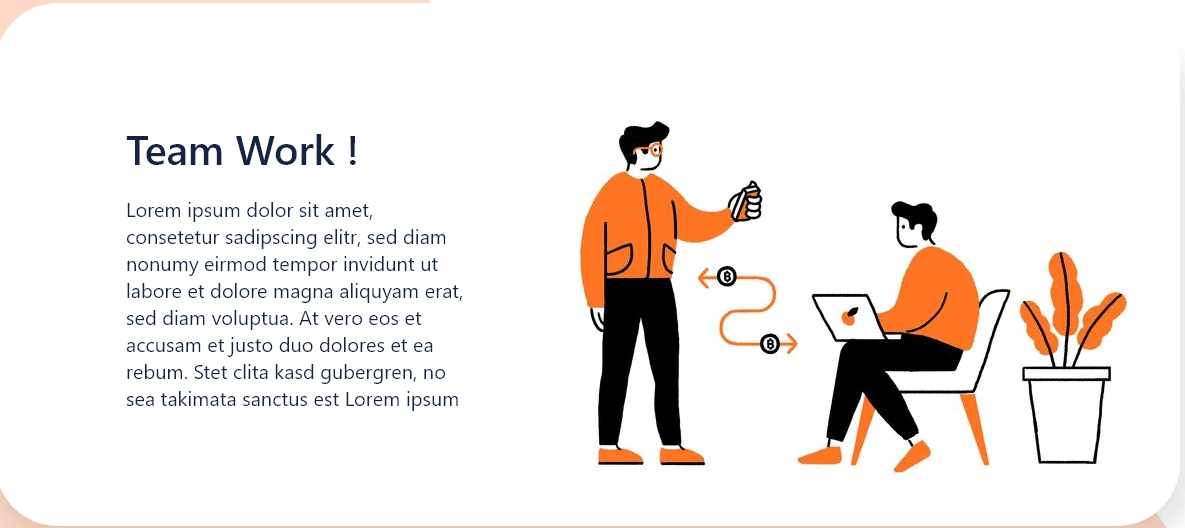 Team Work !
Lorem ipsum dolor sit amet,
consetetur sadipscing elitr, sed diam
nonumy eirmod tempor invidunt ut
labore et dolore magna aliquyam erat,
sed diam voluptua. At vero eos et
accusam et justo duo dolores et ea
rebum. Stet clita kasd gubergren, no
sea takimata sanctus est Lorem ipsum